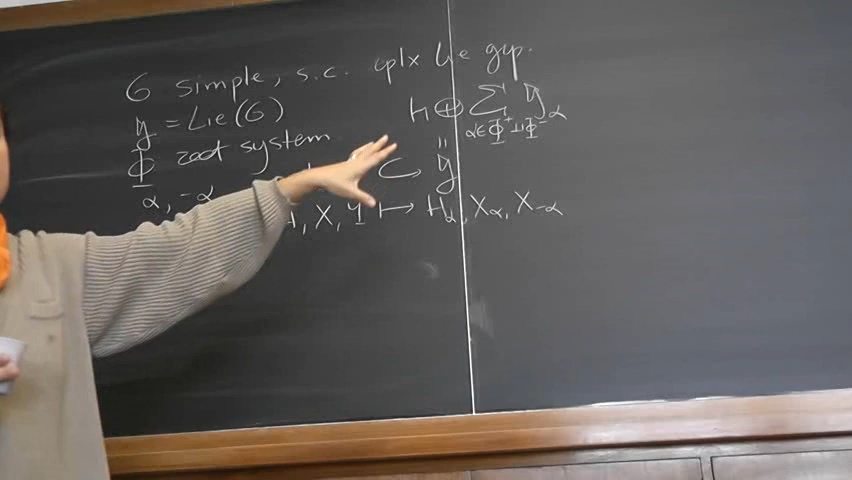 G simple, s.c. cplx Lie grp.
𝔤 = Lie(G)
𝔥 ⊕ Σ 𝔤_α
α∈Φ⁺⊔Φ⁻
Φ root system
"
↪ 𝔤
α, -α
H, X, Y ↦ H_α, X_α, X_-α